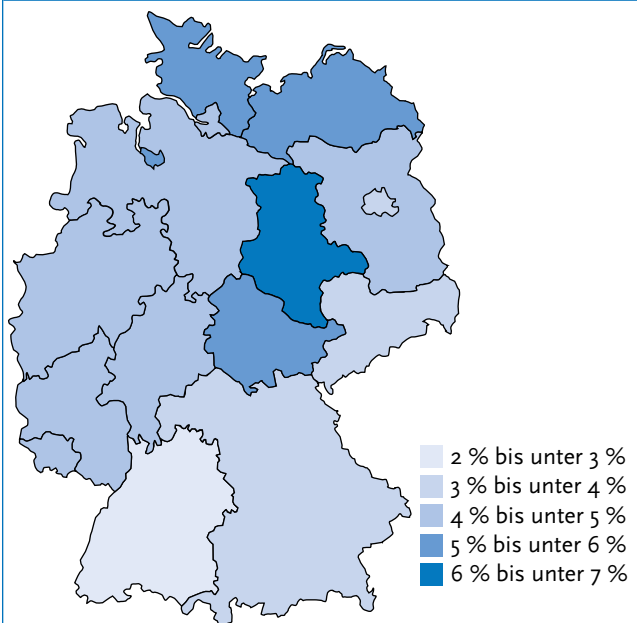 2 % bis unter 3 %
3 % bis unter 4 %
4 % bis unter 5 %
5 % bis unter 6 %
6 % bis unter 7 %